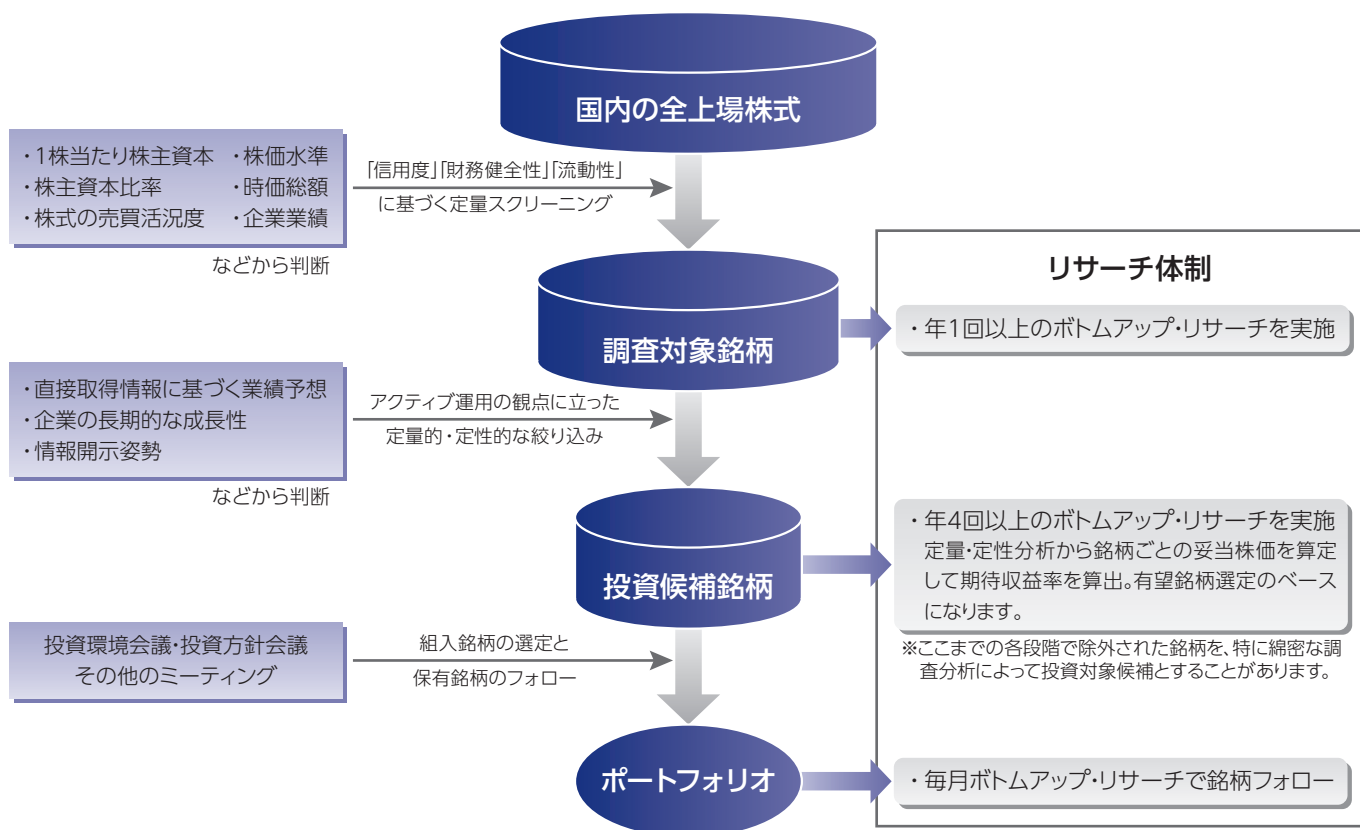 国内の全上場株式
・1株当たり株主資本 ・株価水準
・株主資本比率 ・時価総額
・株式の売買活況度 ・企業業績
などから判断
「信用度」「財務健全性」「流動性」
に基づく定量スクリーニング
調査対象銘柄
リサーチ体制
・年1回以上のボトムアップ・リサーチを実施
・直接取得情報に基づく業績予想
・企業の長期的な成長性
・情報開示姿勢
などから判断
アクティブ運用の観点に立った
定量的・定性的な絞り込み
投資候補銘柄
・年4回以上のボトムアップ・リサーチを実施
定量・定性分析から銘柄ごとの妥当株価を算定
して期待収益率を算出。有望銘柄選定のベース
になります。
※ここまでの各段階で除外された銘柄を、特に綿密な調
査分析によって投資対象候補とすることがあります。
投資環境会議・投資方針会議
その他のミーティング
組入銘柄の選定と
保有銘柄のフォロー
ポートフォリオ
・毎月ボトムアップ・リサーチで銘柄フォロー